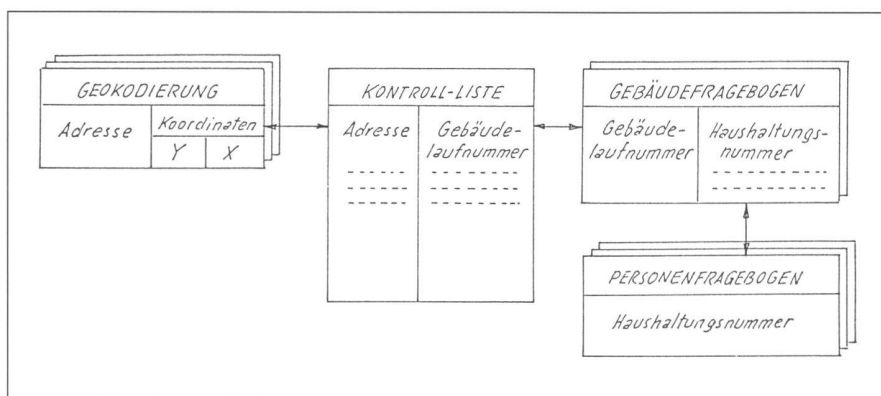 GEOKODIERUNG
Adresse
Koordinaten
Y X
KONTROLL-LISTE
Adresse
Gebäude-
laufnummer
GEBÄUDEFRAGEBOGEN
Gebäude-
laufnummer
Haushaltungs-
nummer
PERSONENFRAGEBOGEN
Haushaltungsnummer